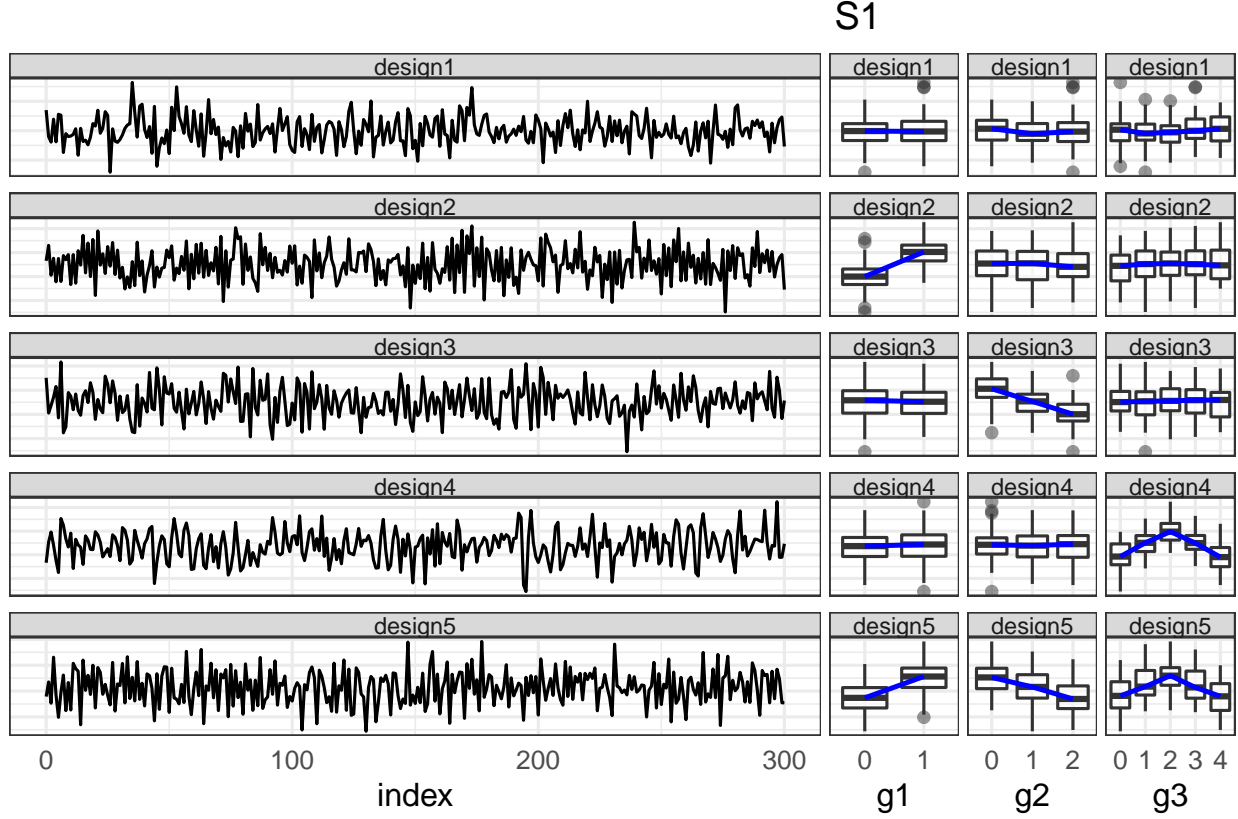 S1
design1 design1 design1 design1
design2 design2 design2 design2
design3 design3 design3 design3
design4 design4 design4 design4
design5 design5 design5 design5
0 100 200 300 0 1 0 1 2 0 1 2 3 4
index g1 g2 g3